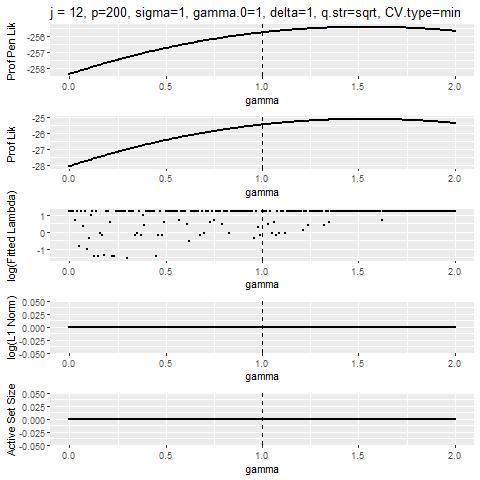 j = 12, p=200, sigma=1, gamma.0=1, delta=1, q.str=sqrt, CV.type=min
Prof Pen Lik
-256
-257
-258
0.0 0.5 1.0 1.5 2.0
gamma
Prof Lik
-25
-26
-27
-28
0.0 0.5 1.0 1.5 2.0
gamma
log(Fitted Lambda)
1
0
-1
0.0 0.5 1.0 1.5 2.0
gamma
log(L1 Norm)
0.050
0.025
0.000
-0.025
-0.050
0.0 0.5 1.0 1.5 2.0
gamma
Active Set Size
0.050
0.025
0.000
-0.025
-0.050
0.0 0.5 1.0 1.5 2.0
gamma